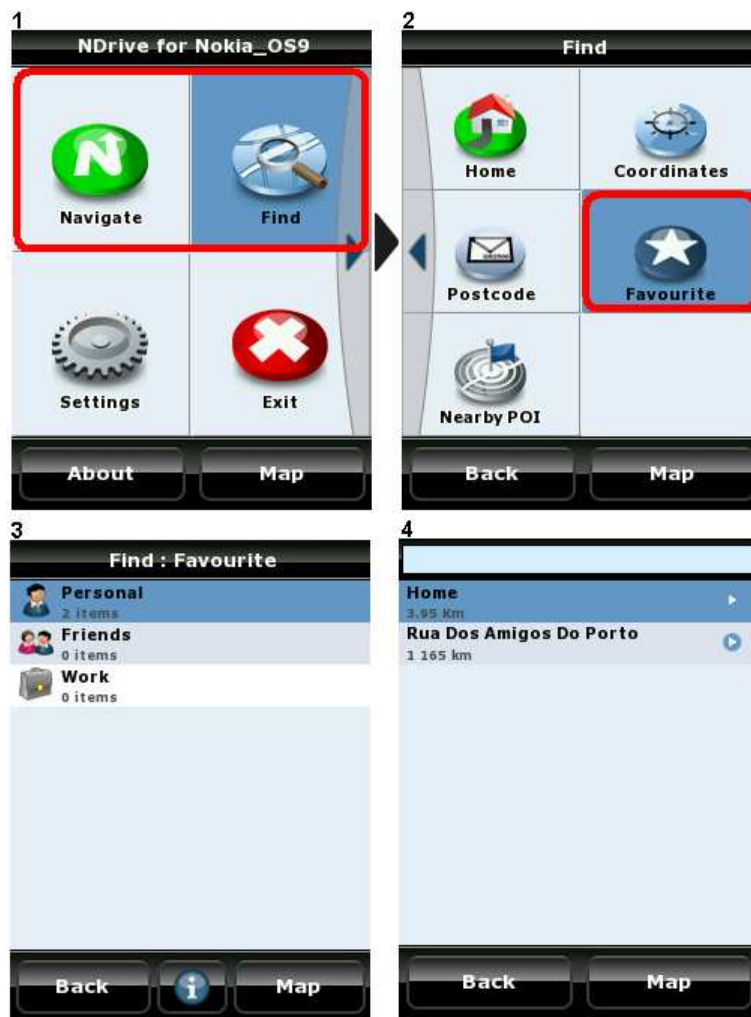 1
NDrive for Nokia_OS9
Navigate
Find
Settings
Exit
About
Map
2
Find
Home
Coordinates
Postcode
Favourite
Nearby POI
Back
Map
3
Find : Favourite
Personal
2 items
Friends
0 items
Work
0 items
Back
Map
4
Home
3.95 Km
Rua Dos Amigos Do Porto
1 165 km
Back
Map